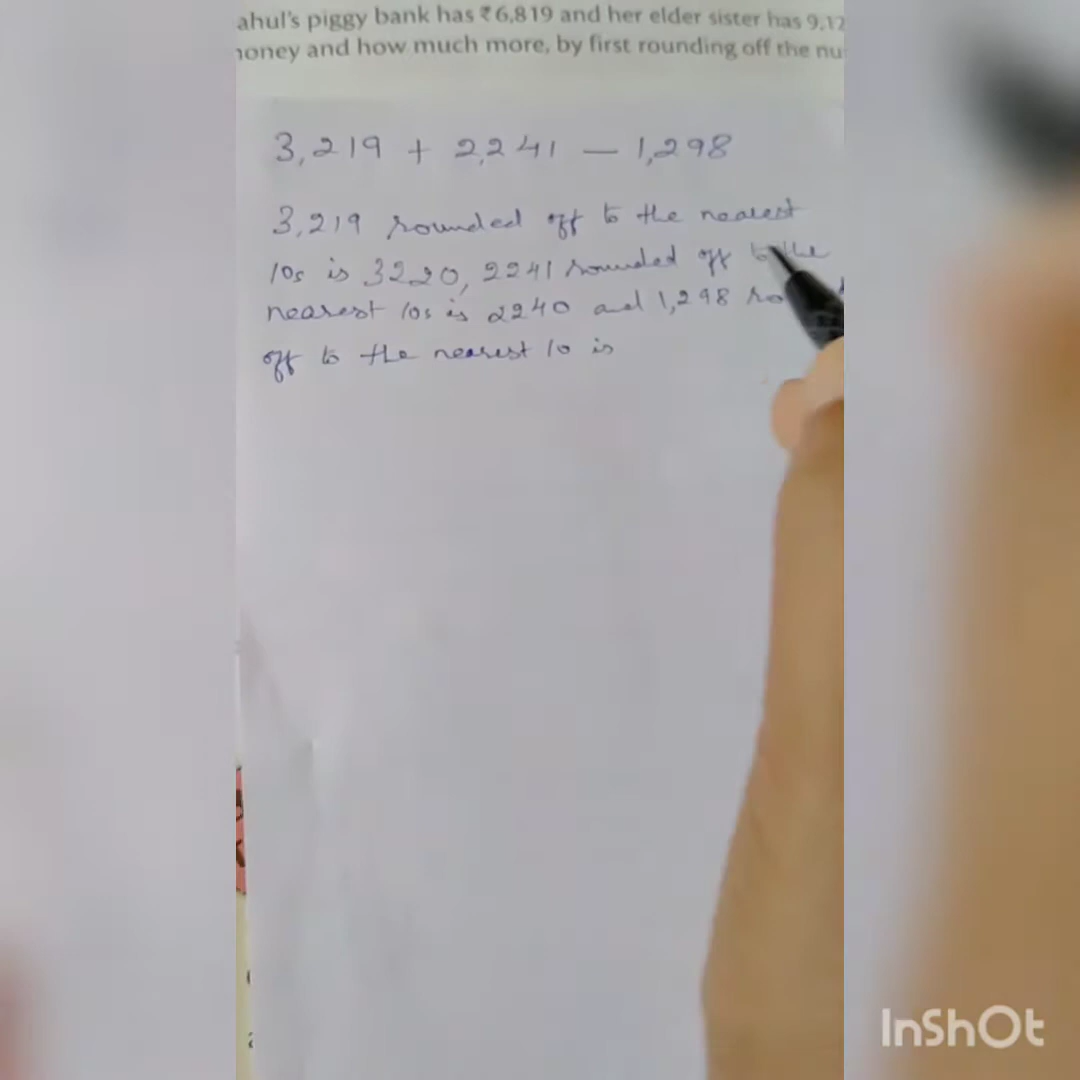 ahul's piggy bank has ₹6,819 and her elder sister has 9,12
oney and how much more, by first rounding off the nu
3,219 + 2,241 — 1,298
3,219 rounded off to the nearest
10s is 3220, 2241 rounded off to the
nearest 10s is 2240 and 1,298 ro
off to the nearest 10 is
InShOt